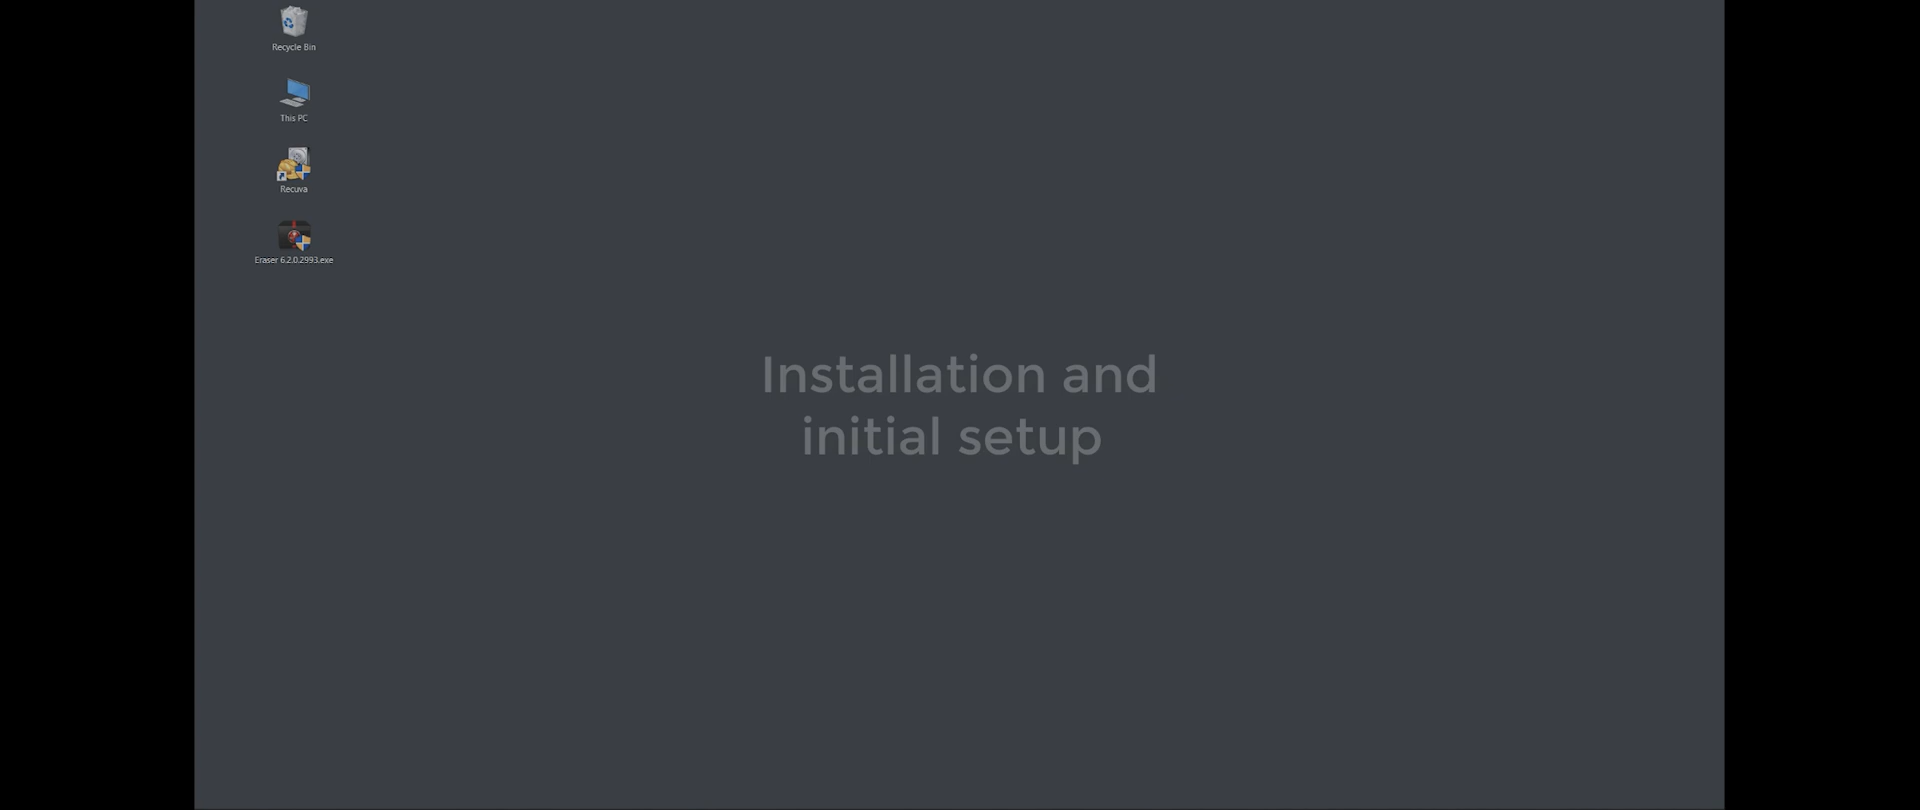 Recycle Bin
This PC
Recuva
Eraser 6.2.0.2993.exe
Installation and
initial setup